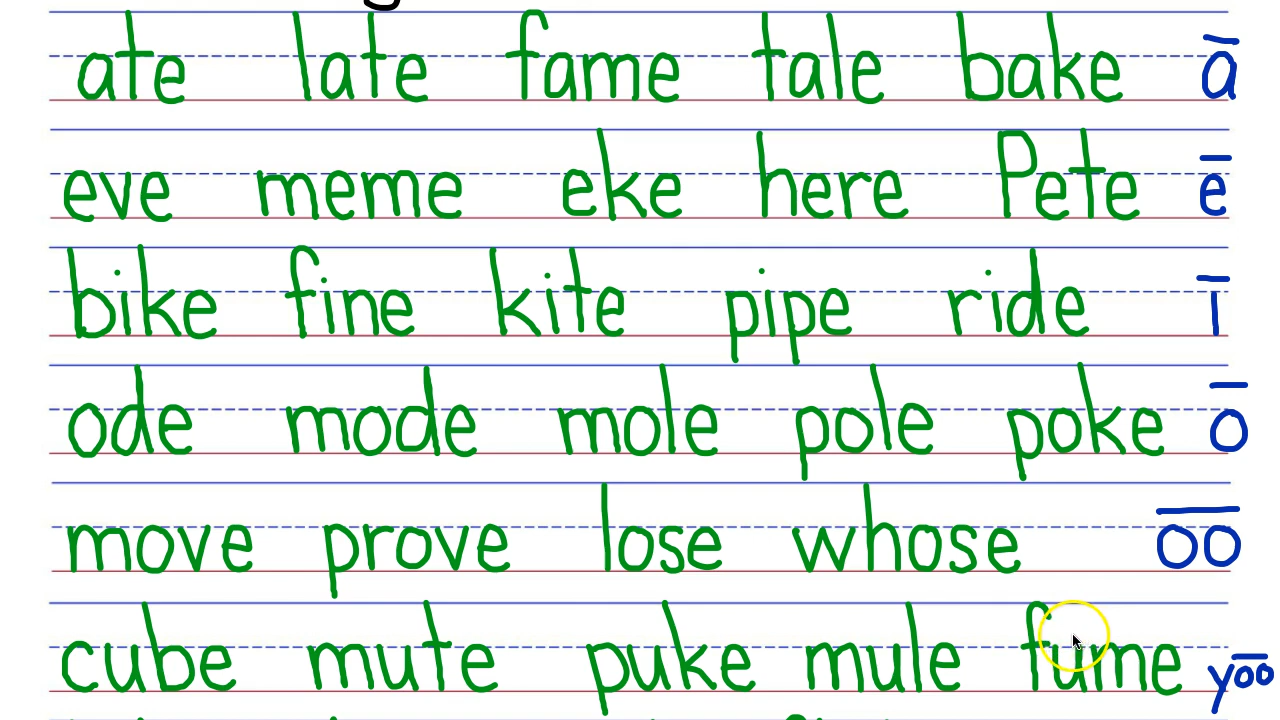 ate late fame tale bake ā
eve meme eke here Pete ē
bike fine kite pipe ride ī
ode mode mole pole poke ō
move prove lose whose o͞o
cube mute puke mule fume yo͞o